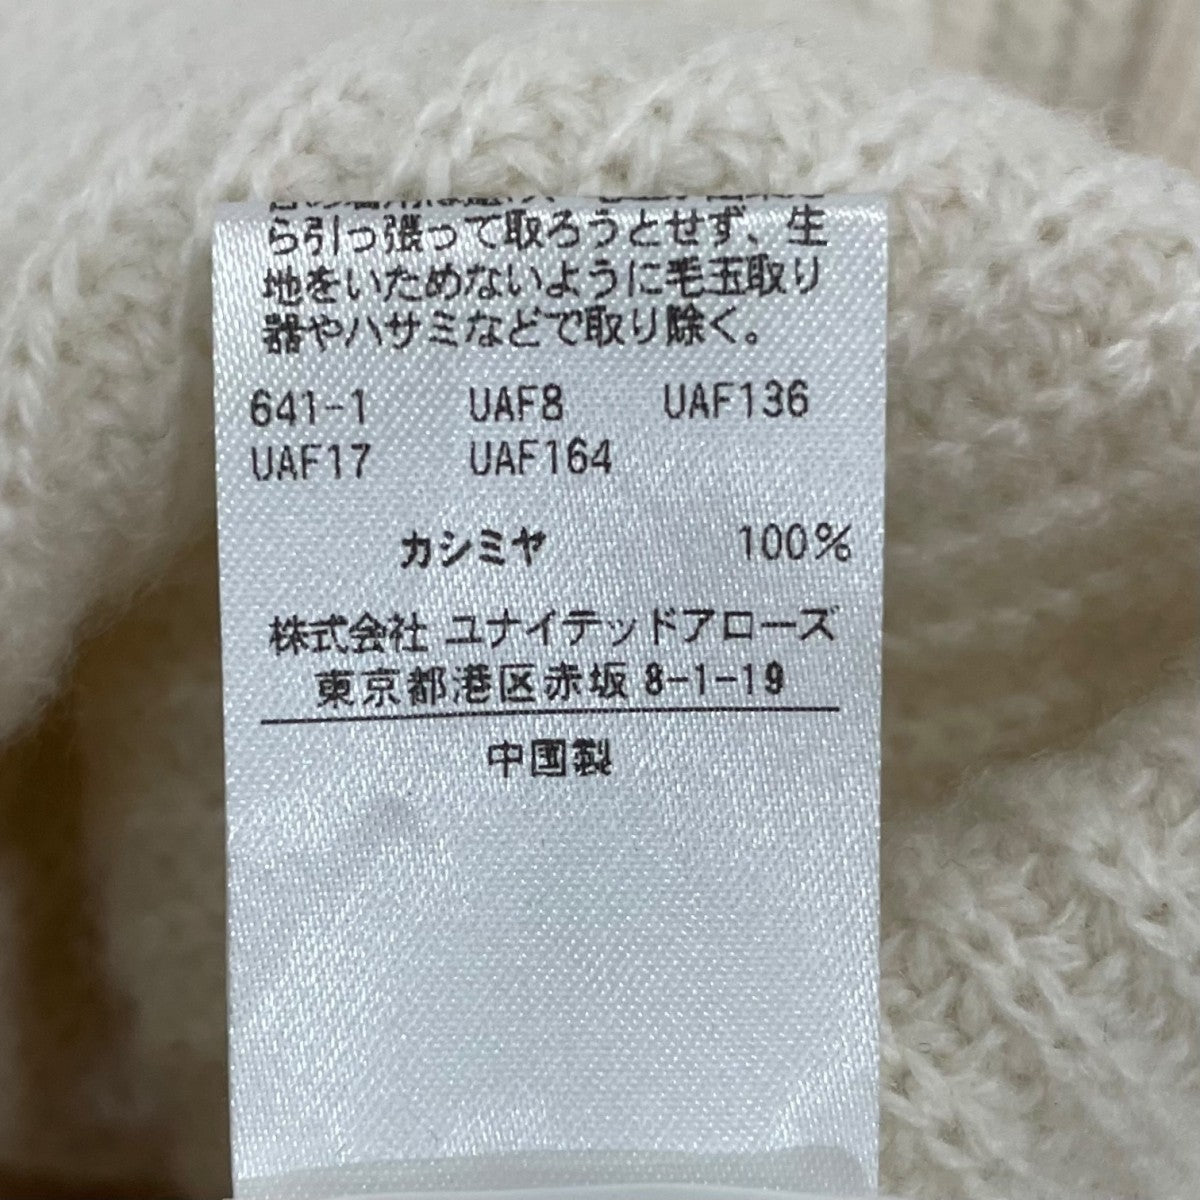 ら引っ張って取ろうとせず、生
地をいためないように毛玉取り
器やハサミなどで取り除く。
641-1 UAF8 UAF136
UAF17 UAF164
カシミヤ 100%
株式会社 ユナイテッドアローズ
東京都港区赤坂 8-1-19
中国製